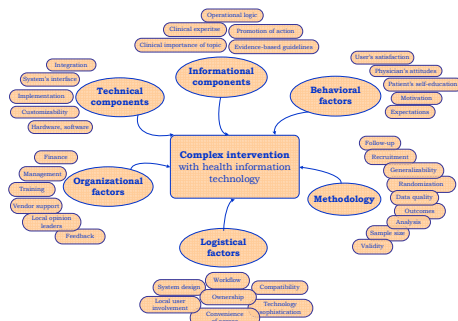 Operational logic
Clinical expertise
Promotion of action
Clinical importance of topic
Evidence-based guidelines
Informational
components
Integration
System's interface
Implementation
Customizability
Hardware, software
Technical
components
User's satisfaction
Physician's attitudes
Patient's self-education
Motivation
Expectations
Behavioral
factors
Complex intervention
with health information
technology
Finance
Management
Training
Vendor support
Local opinion
leaders
Feedback
Organizational
factors
Follow-up
Recruitment
Generalizability
Randomization
Data quality
Outcomes
Analysis
Sample size
Validity
Methodology
Logistical
factors
Workflow
System design
Compatibility
Ownership
Local user
involvement
Technology
sophistication
Convenience